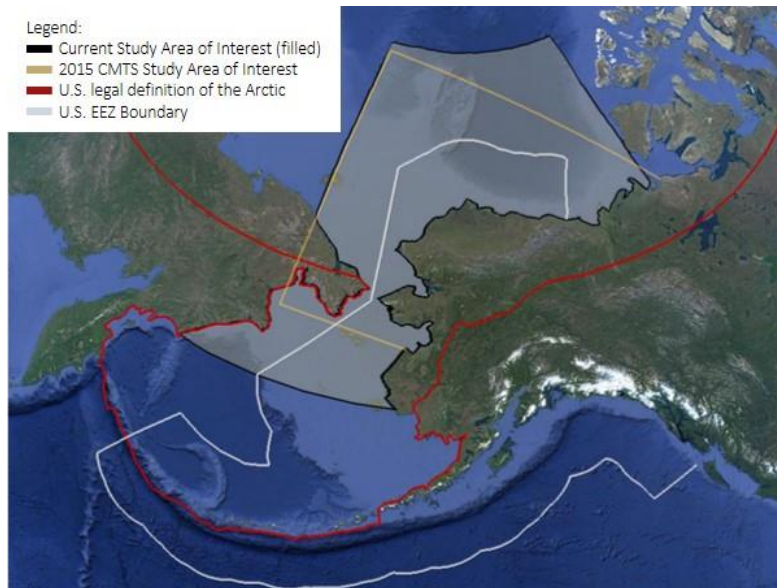 Legend:
Current Study Area of Interest (filled)
2015 CMTS Study Area of Interest
U.S. legal definition of the Arctic
U.S. EEZ Boundary